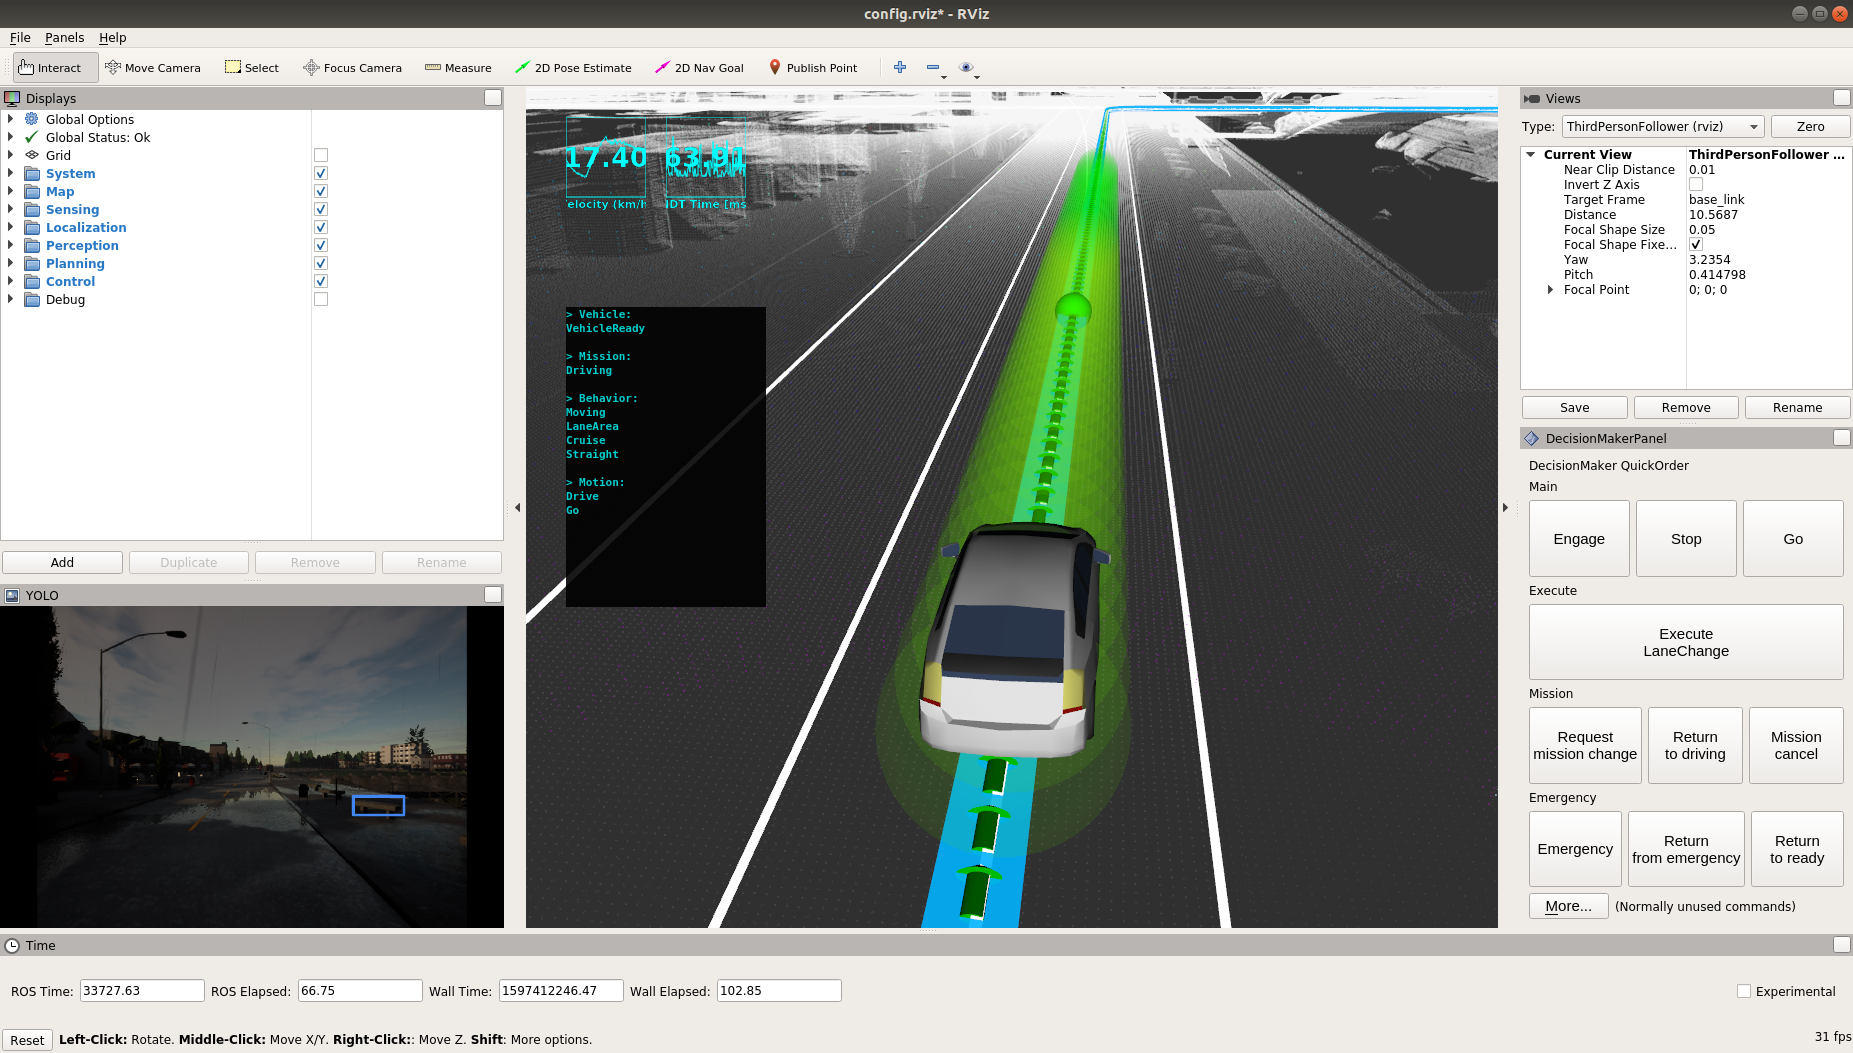 config.rviz* - RViz
File Panels Help
Interact Move Camera Select Focus Camera Measure 2D Pose Estimate 2D Nav Goal Publish Point
Displays
Global Options
Global Status: Ok
Grid
System
Map
Sensing
Localization
Perception
Planning
Control
Debug
Add Duplicate Remove Rename
YOLO
17.40 63.91
elocity (km/h IDT Time [ms
> Vehicle:
VehicleReady
> Mission:
Driving
> Behavior:
Moving
LaneArea
Cruise
Straight
> Motion:
Drive
Go
Views
Type: ThirdPersonFollower (rviz) Zero
Current View ThirdPersonFollower ...
Near Clip Distance 0.01
Invert Z Axis
Target Frame base_link
Distance 10.5687
Focal Shape Size 0.05
Focal Shape Fixe...
Yaw 3.2354
Pitch 0.414798
Focal Point 0; 0; 0
Save Remove Rename
DecisionMakerPanel
DecisionMaker QuickOrder
Main
Engage Stop Go
Execute
Execute
LaneChange
Mission
Request
mission change
Return
to driving
Mission
cancel
Emergency
Emergency
Return
from emergency
Return
to ready
More... (Normally unused commands)
Time
ROS Time: 33727.63 ROS Elapsed: 66.75 Wall Time: 1597412246.47 Wall Elapsed: 102.85 Experimental
Reset Left-Click: Rotate. Middle-Click: Move X/Y. Right-Click:: Move Z. Shift: More options. 31 fps